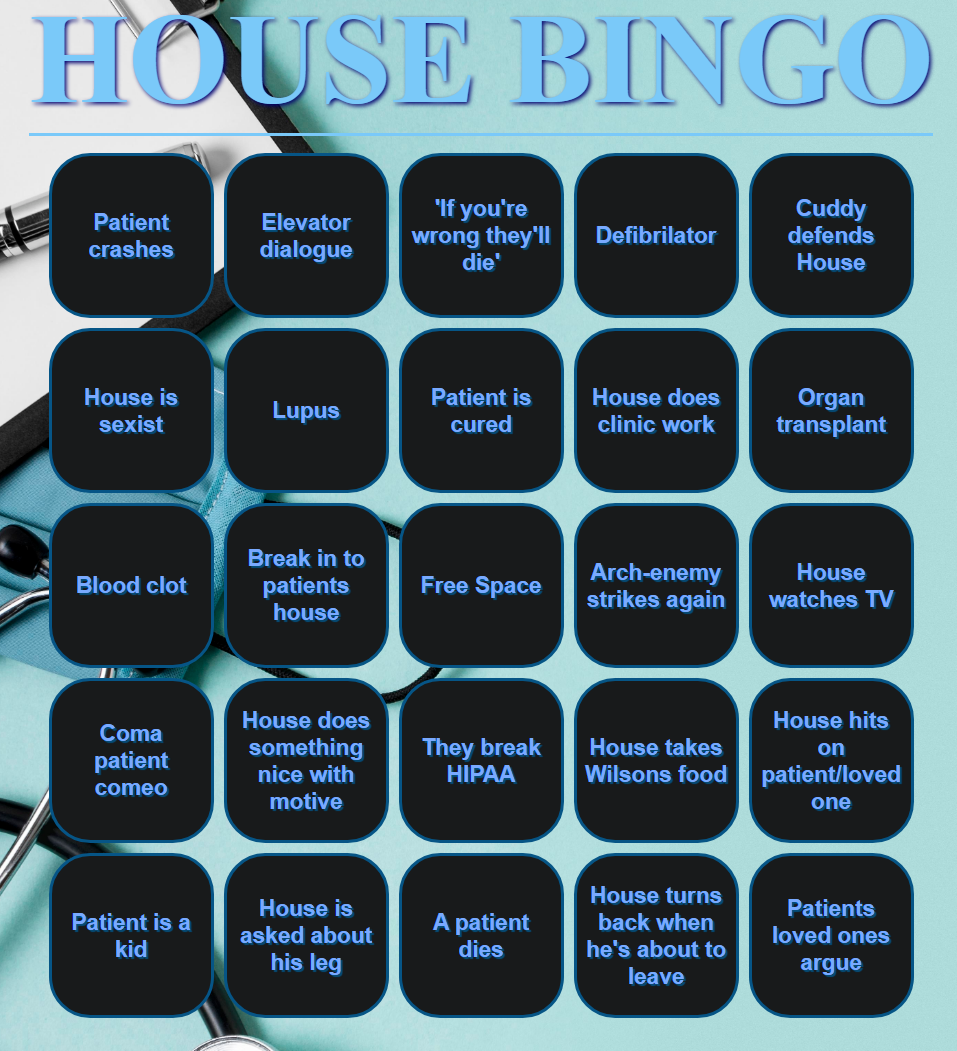 HOUSE BINGO
Patient
crashes
Elevator
dialogue
'If you're
wrong they'll
die'
Defibrilator
Cuddy
defends
House
House is
sexist
Lupus
Patient is
cured
House does
clinic work
Organ
transplant
Blood clot
Break in to
patients
house
Free Space
Arch-enemy
strikes again
House
watches TV
Coma
patient
comeo
House does
something
nice with
motive
They break
HIPAA
House takes
Wilsons food
House hits
on
patient/loved
one
Patient is a
kid
House is
asked about
his leg
A patient
dies
House turns
back when
he's about to
leave
Patients
loved ones
argue